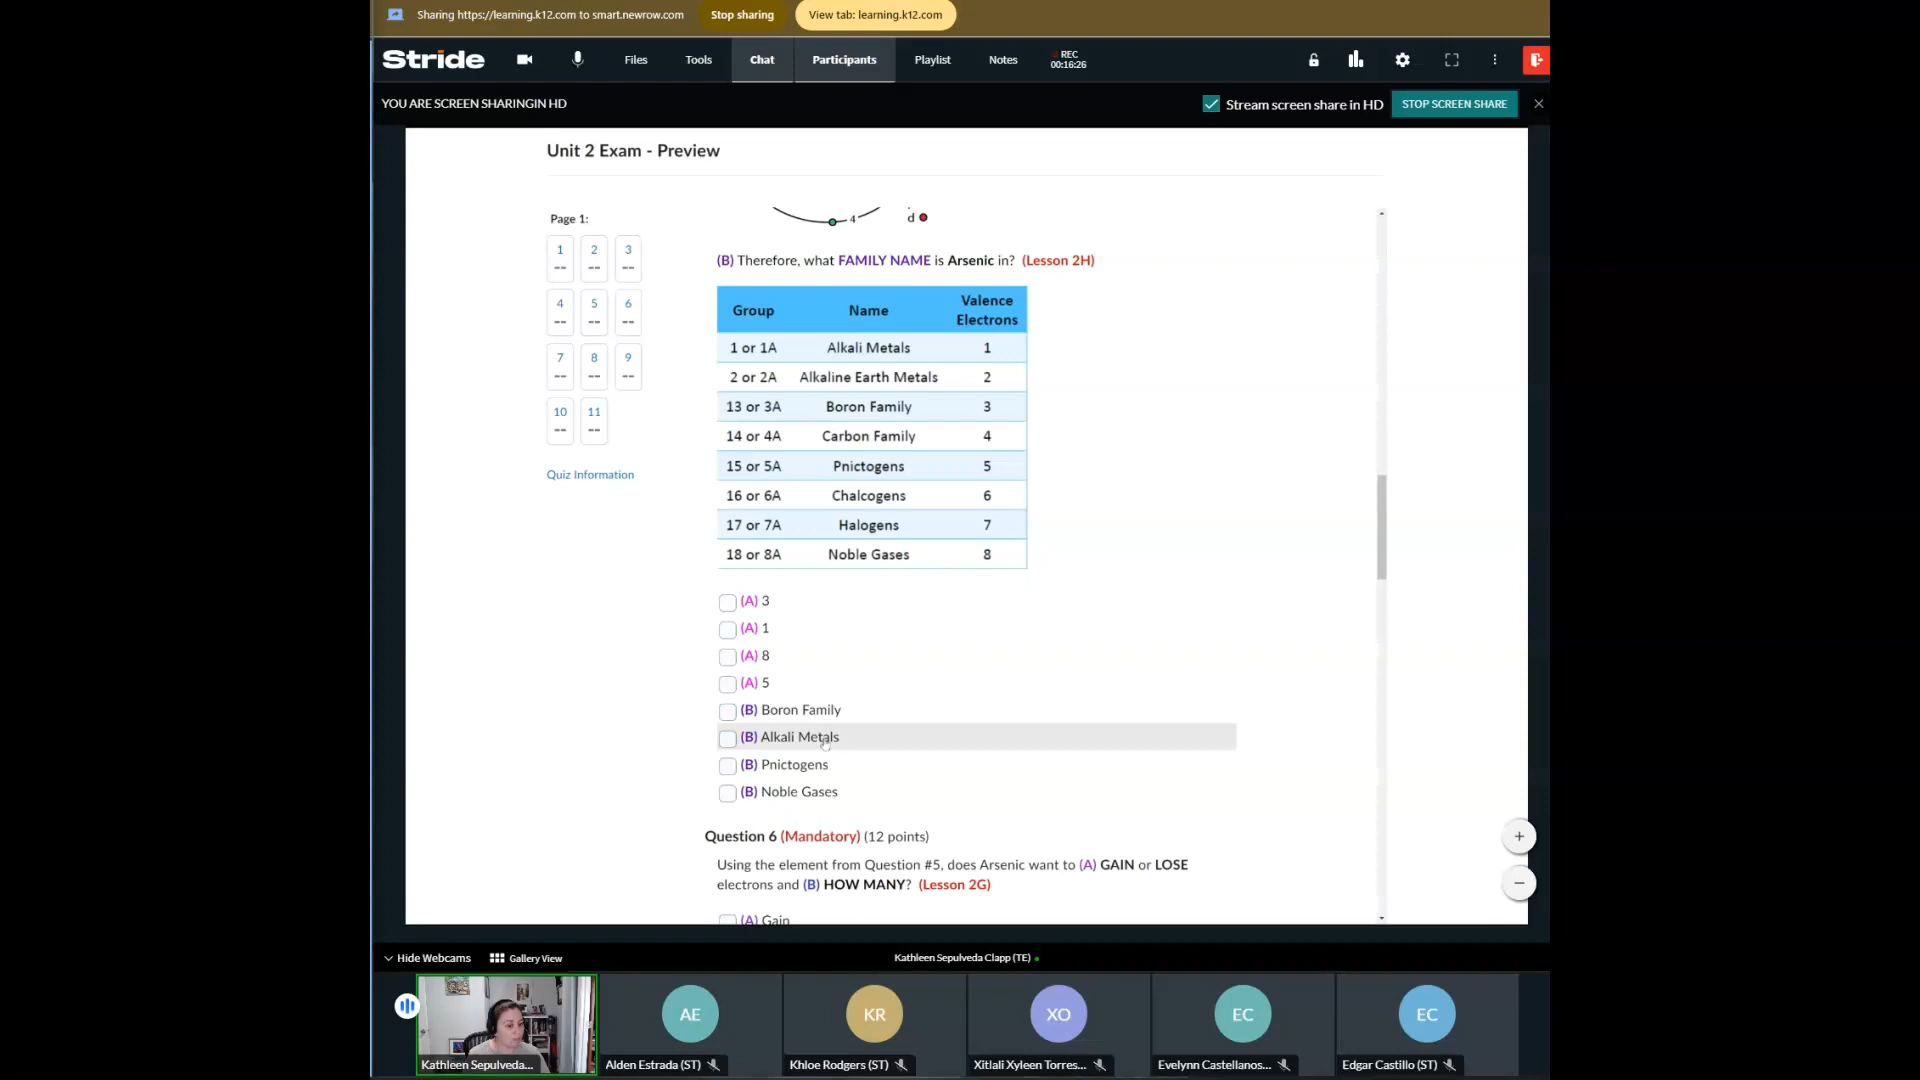 Sharing https://learning.k12.com to smart.newrow.com
Stop sharing
View tab: learning.k12.com
Stride
Files
Tools
Chat
Participants
Playlist
Notes
REC
00:16:26
YOU ARE SCREEN SHARINGIN HD
Stream screen share in HD
STOP SCREEN SHARE
Unit 2 Exam - Preview
Page 1:
1 2 3
-- -- --
4 5 6
-- -- --
7 8 9
-- -- --
10 11
-- --
Quiz Information
4
d
(B) Therefore, what FAMILY NAME is Arsenic in? (Lesson 2H)
Group Name Valence Electrons
1 or 1A Alkali Metals 1
2 or 2A Alkaline Earth Metals 2
13 or 3A Boron Family 3
14 or 4A Carbon Family 4
15 or 5A Pnictogens 5
16 or 6A Chalcogens 6
17 or 7A Halogens 7
18 or 8A Noble Gases 8
(A) 3
(A) 1
(A) 8
(A) 5
(B) Boron Family
(B) Alkali Metals
(B) Pnictogens
(B) Noble Gases
Question 6 (Mandatory) (12 points)
Using the element from Question #5, does Arsenic want to (A) GAIN or LOSE
electrons and (B) HOW MANY? (Lesson 2G)
(A) Gain
Hide Webcams
Gallery View
Kathleen Sepulveda Clapp (TE)
AE
KR
XO
EC
EC
Kathleen Sepulveda...
Alden Estrada (ST)
Khloe Rodgers (ST)
Xitlali Xyleen Torres...
Evelynn Castellanos...
Edgar Castillo (ST)